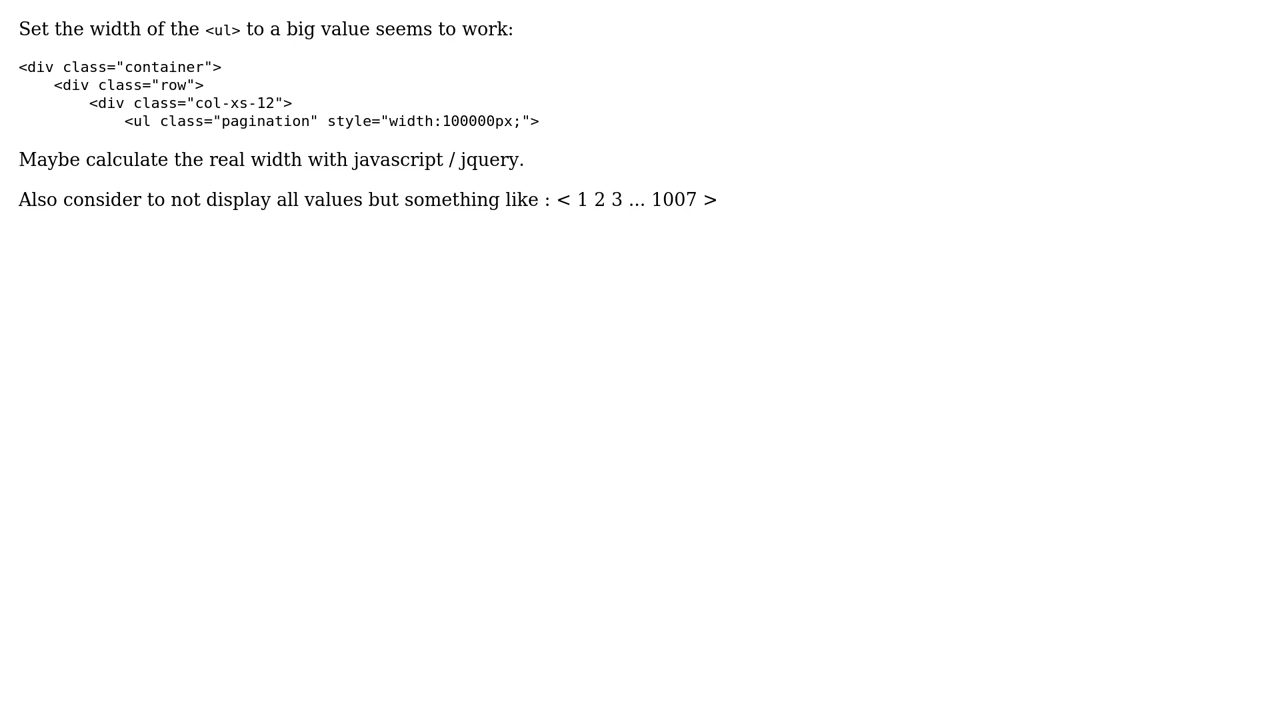 Set the width of the <ul> to a big value seems to work:
<div class="container">
    <div class="row">
        <div class="col-xs-12">
            <ul class="pagination" style="width:100000px;">
Maybe calculate the real width with javascript / jquery.
Also consider to not display all values but something like : < 1 2 3 ... 1007 >